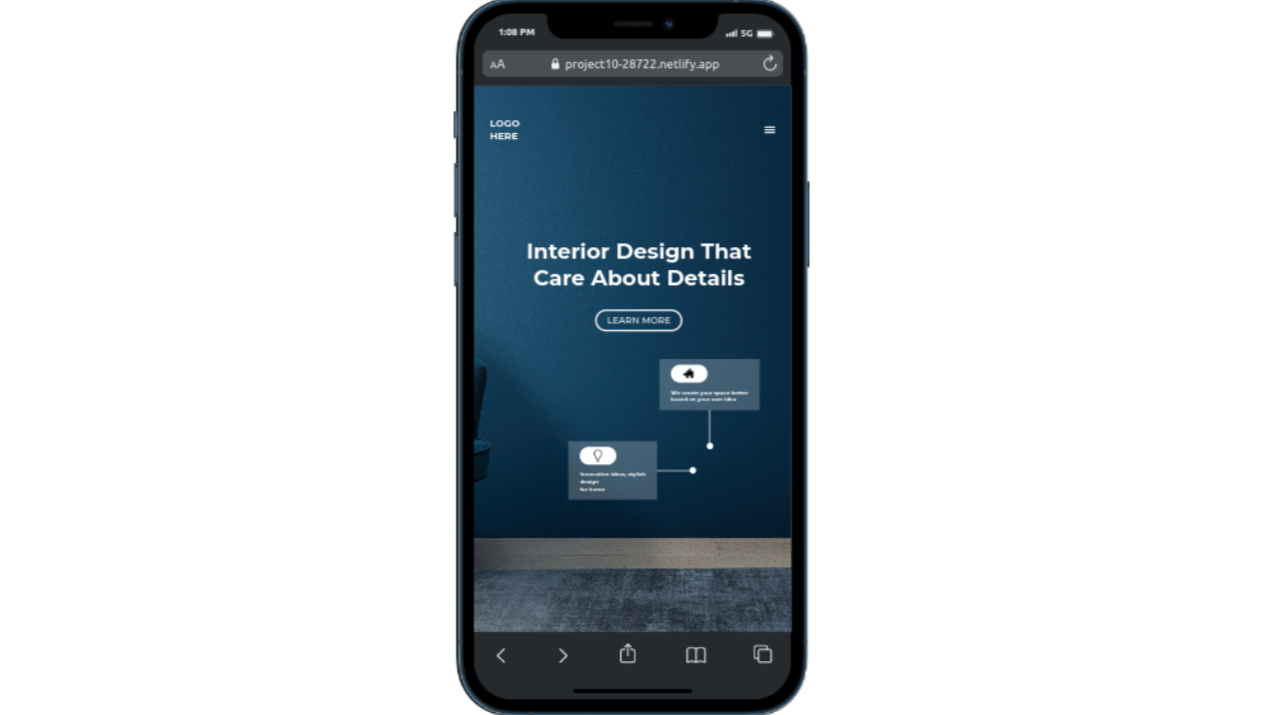 1:08 PM
5G
AA
project10-28722.netlify.app
LOGO
HERE
Interior Design That
Care About Details
LEARN MORE
We create your space better
based on your own idea
Innovative ideas, stylish
design
for home